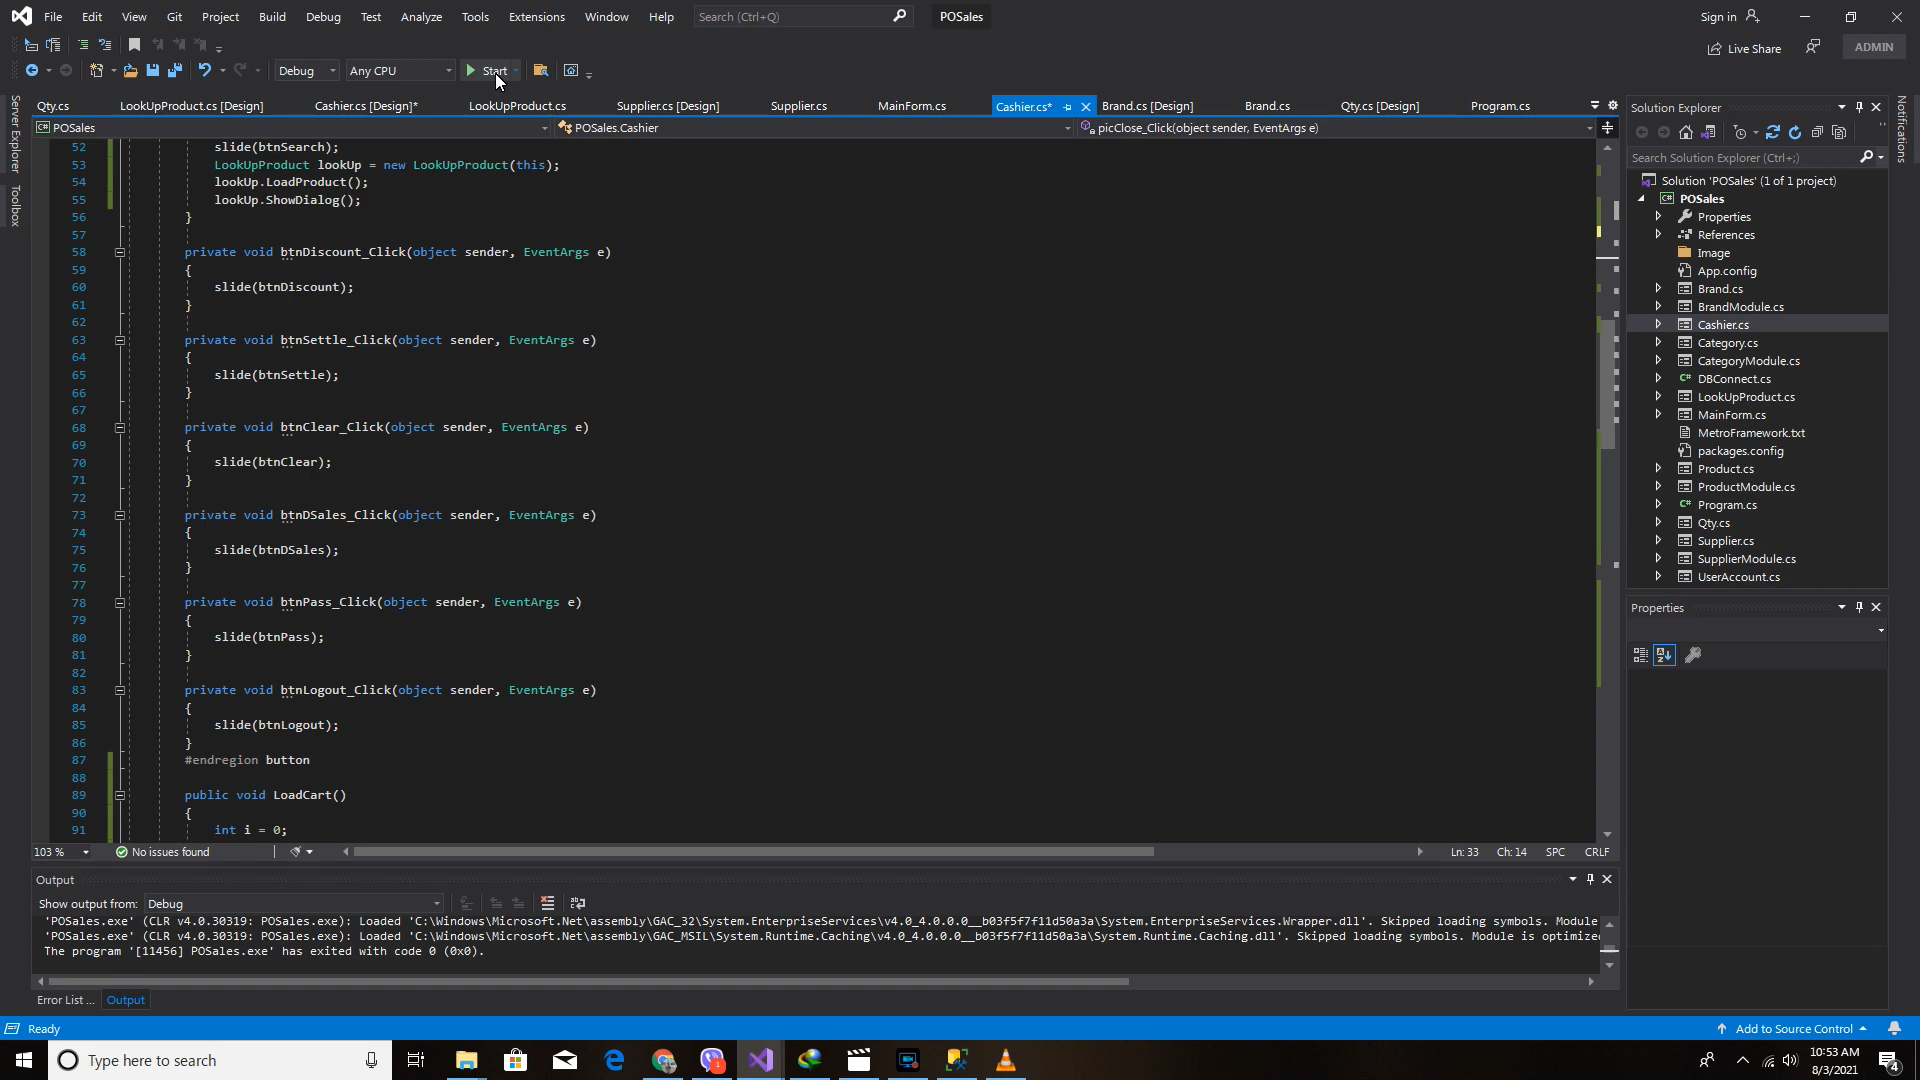 File Edit View Git Project Build Debug Test Analyze Tools Extensions Window Help Search (Ctrl+Q) POSales Sign in
Live Share ADMIN
Debug Any CPU Start
Qty.cs LookUpProduct.cs [Design] Cashier.cs [Design]* LookUpProduct.cs Supplier.cs [Design] Supplier.cs MainForm.cs Cashier.cs* Brand.cs [Design] Brand.cs Qty.cs [Design] Program.cs
POSales POSales.Cashier picClose_Click(object sender, EventArgs e)
Server Explorer
Toolbox
52 slide(btnSearch);
53 LookUpProduct lookUp = new LookUpProduct(this);
54 lookUp.LoadProduct();
55 lookUp.ShowDialog();
56 }
57
58 private void btnDiscount_Click(object sender, EventArgs e)
59 {
60 slide(btnDiscount);
61 }
62
63 private void btnSettle_Click(object sender, EventArgs e)
64 {
65 slide(btnSettle);
66 }
67
68 private void btnClear_Click(object sender, EventArgs e)
69 {
70 slide(btnClear);
71 }
72
73 private void btnDSales_Click(object sender, EventArgs e)
74 {
75 slide(btnDSales);
76 }
77
78 private void btnPass_Click(object sender, EventArgs e)
79 {
80 slide(btnPass);
81 }
82
83 private void btnLogout_Click(object sender, EventArgs e)
84 {
85 slide(btnLogout);
86 }
87 #endregion button
88
89 public void LoadCart()
90 {
91 int i = 0;
103 % No issues found Ln: 33 Ch: 14 SPC CRLF
Output
Show output from: Debug
'POSales.exe' (CLR v4.0.30319: POSales.exe): Loaded 'C:\Windows\Microsoft.Net\assembly\GAC_32\System.EnterpriseServices\v4.0_4.0.0.0__b03f5f7f11d50a3a\System.EnterpriseServices.Wrapper.dll'. Skipped loading symbols. Module
'POSales.exe' (CLR v4.0.30319: POSales.exe): Loaded 'C:\Windows\Microsoft.Net\assembly\GAC_MSIL\System.Runtime.Caching\v4.0_4.0.0.0__b03f5f7f11d50a3a\System.Runtime.Caching.dll'. Skipped loading symbols. Module is optimize
The program '[11456] POSales.exe' has exited with code 0 (0x0).
Error List ... Output
Solution Explorer
Search Solution Explorer (Ctrl+;)
Solution 'POSales' (1 of 1 project)
POSales
Properties
References
Image
App.config
Brand.cs
BrandModule.cs
Cashier.cs
Category.cs
CategoryModule.cs
DBConnect.cs
LookUpProduct.cs
MainForm.cs
MetroFramework.txt
packages.config
Product.cs
ProductModule.cs
Program.cs
Qty.cs
Supplier.cs
SupplierModule.cs
UserAccount.cs
Properties
Notifications
Ready Add to Source Control
Type here to search 1 10:53 AM
8/3/2021 4